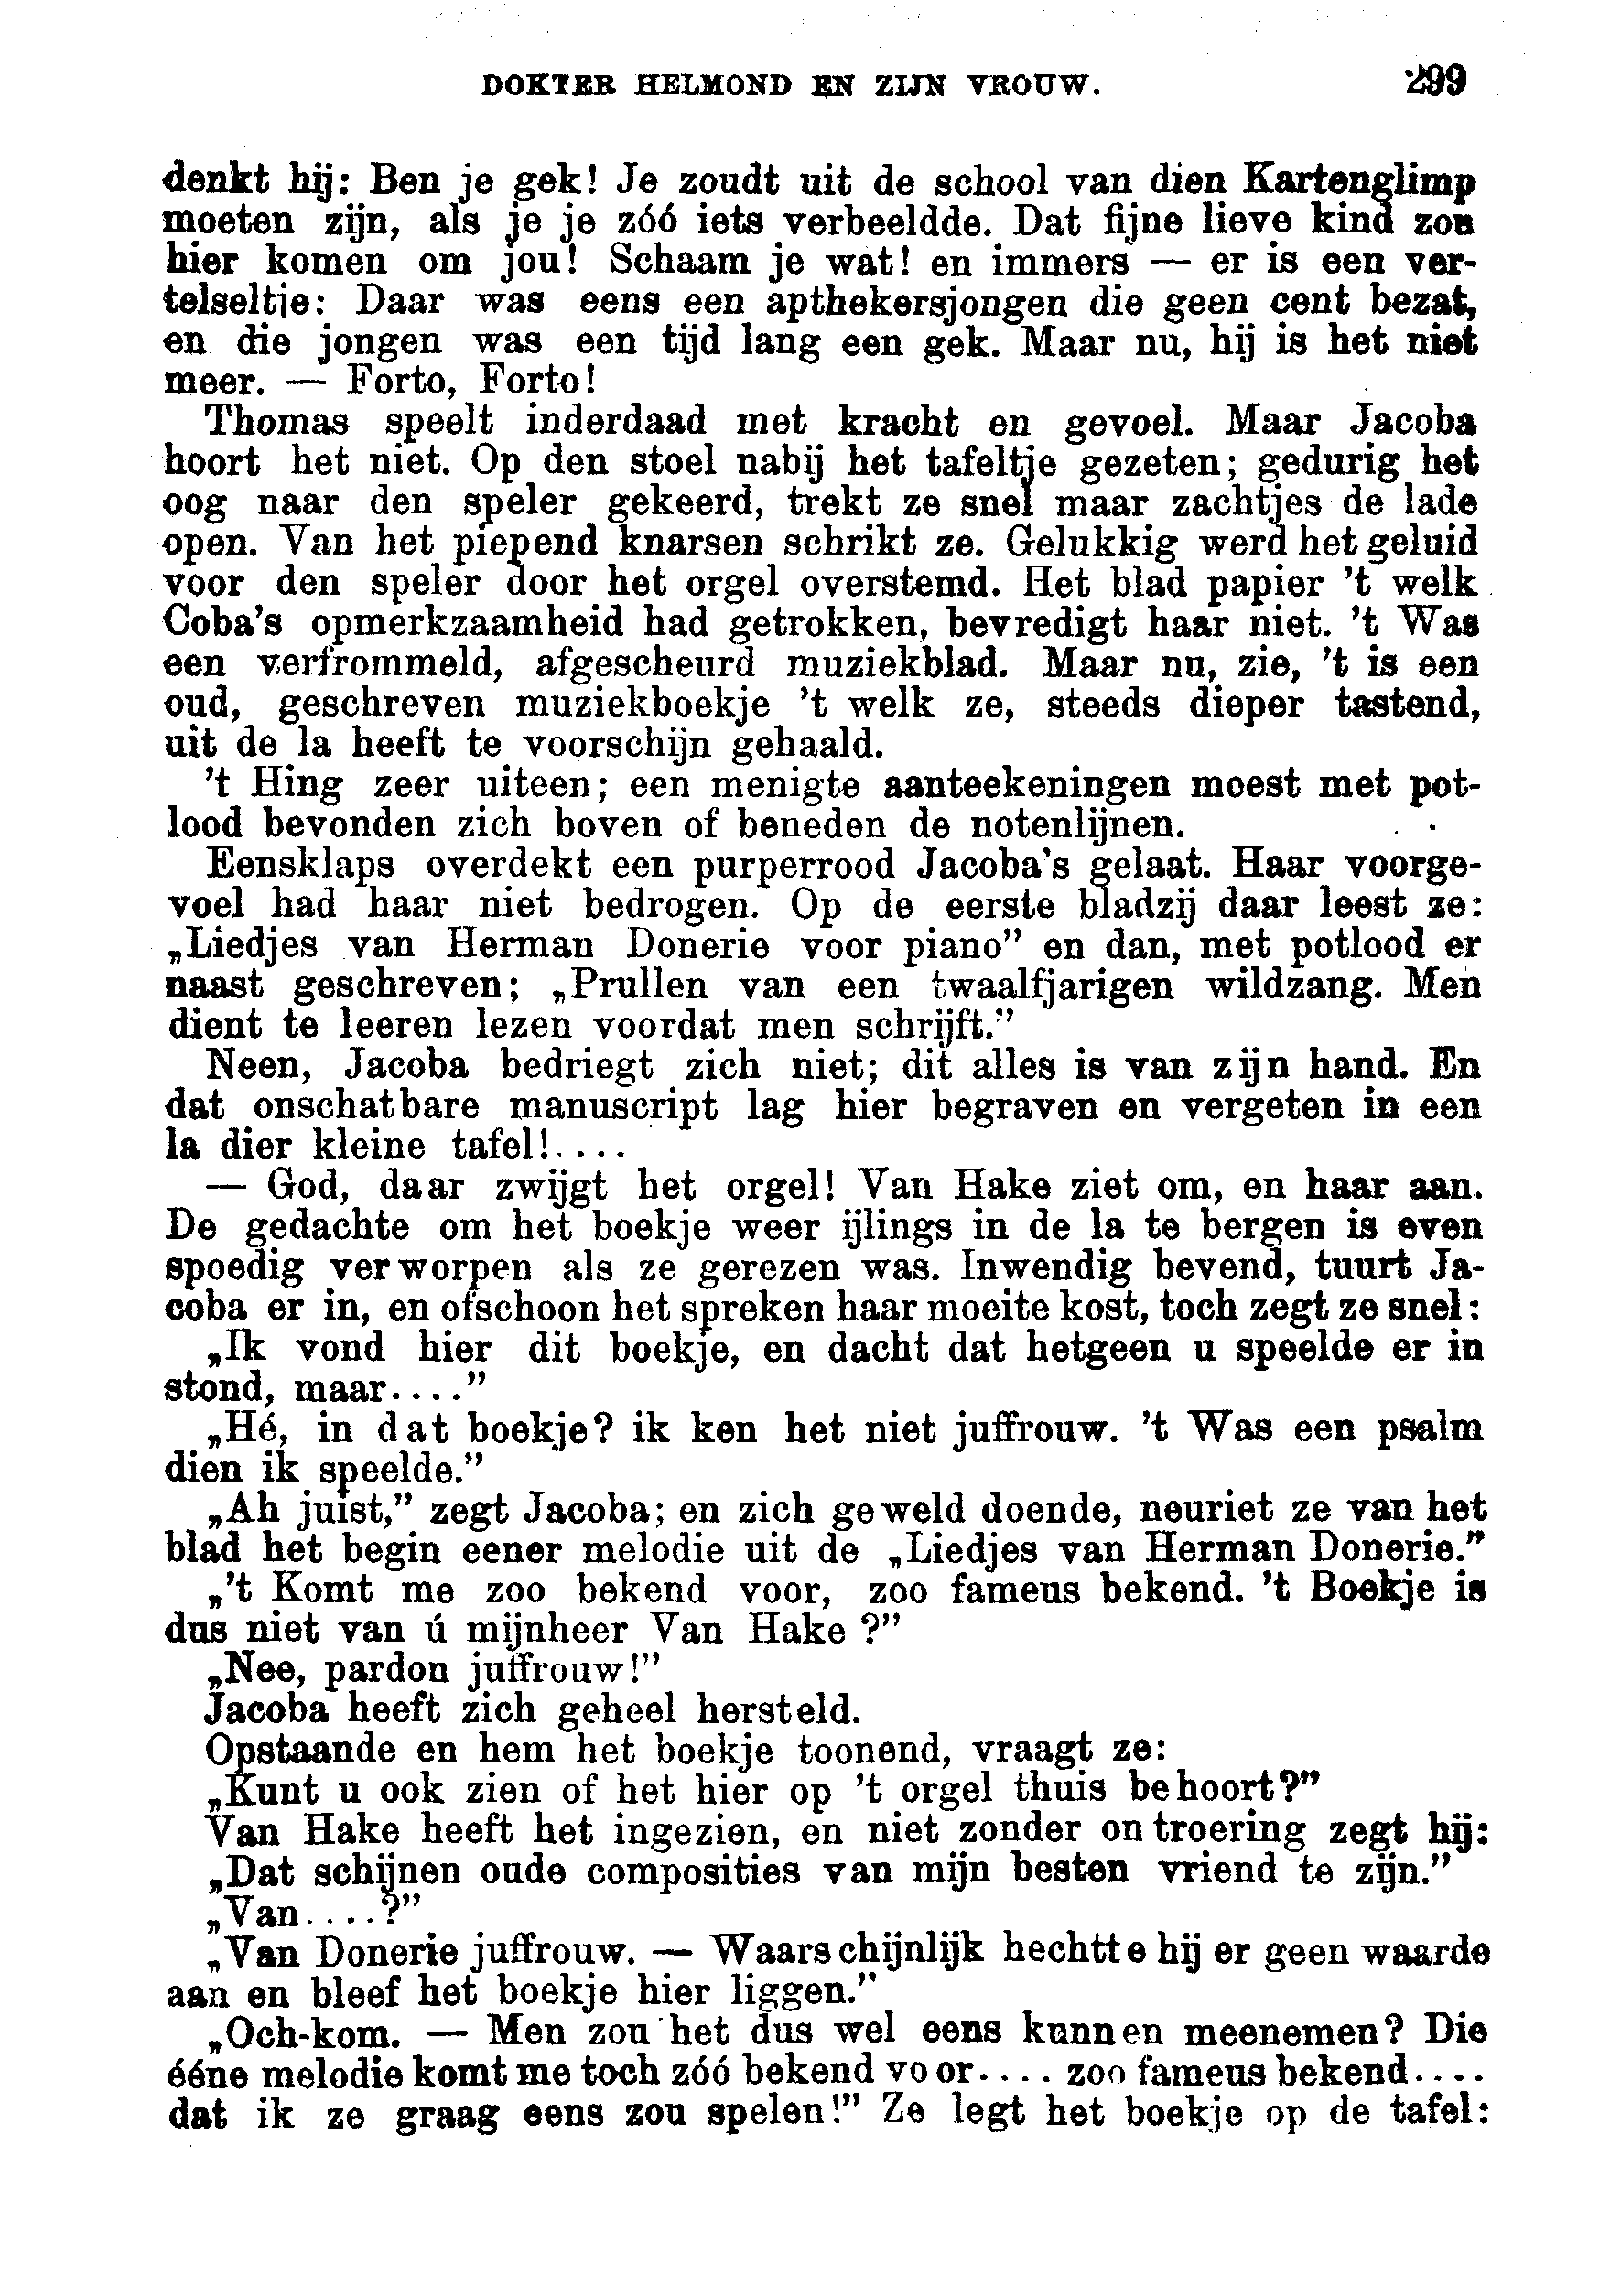 DOKTER HELMOND EN ZIJN VROUW. 299
denkt hij: Ben je gek! Je zoudt uit de school van dien Kartenglimp
moeten zijn, als je je zóó iets verbeeldde. Dat fijne lieve kind zou
hier komen om jou! Schaam je wat! en immers — er is een ver-
telseltje: Daar was eens een apthekersjongen die geen cent bezat,
en die jongen was een tijd lang een gek. Maar nu, hij is het niet
meer. — Forto, Forto!
Thomas speelt inderdaad met kracht en gevoel. Maar Jacoba
hoort het niet. Op den stoel nabij het tafeltje gezeten; gedurig het
oog naar den speler gekeerd, trekt ze snel maar zachtjes de lade
open. Van het piepend knarsen schrikt ze. Gelukkig werd het geluid
voor den speler door het orgel overstemd. Het blad papier 't welk
Coba's opmerkzaamheid had getrokken, bevredigt haar niet. 't Was
een verfrommeld, afgescheurd muziekblad. Maar nu, zie, 't is een
oud, geschreven muziekboekje 't welk ze, steeds dieper tastend,
uit de la heeft te voorschijn gehaald.
't Hing zeer uiteen; een menigte aanteekeningen moest met pot-
lood bevonden zich boven of beneden de notenlijnen.
Eensklaps overdekt een purperrood Jacoba's gelaat. Haar voorge-
voel had haar niet bedrogen. Op de eerste bladzij daar leest ze:
„Liedjes van Herman Donerie voor piano” en dan, met potlood er
naast geschreven; „Prullen van een twaalfjarigen wildzang. Men
dient te leeren lezen voordat men schrijft.”
Neen, Jacoba bedriegt zich niet; dit alles is van zijn hand. En
dat onschatbare manuscript lag hier begraven en vergeten in een
la dier kleine tafel!....
— God, daar zwijgt het orgel! Van Hake ziet om, en haar aan.
De gedachte om het boekje weer ijlings in de la te bergen is even
spoedig verworpen als ze gerezen was. Inwendig bevend, tuurt Ja-
coba er in, en ofschoon het spreken haar moeite kost, toch zegt ze snel:
„Ik vond hier dit boekje, en dacht dat hetgeen u speelde er in
stond, maar....”
„Hé, in dat boekje? ik ken het niet juffrouw. 't Was een psalm
dien ik speelde.”
„Ah juist,” zegt Jacoba; en zich geweld doende, neuriet ze van het
blad het begin eener melodie uit de „Liedjes van Herman Donerie.”
„'t Komt me zoo bekend voor, zoo fameus bekend. 't Boekje is
dus niet van ú mijnheer Van Hake?”
„Nee, pardon juffrouw!”
Jacoba heeft zich geheel hersteld.
Opstaande en hem het boekje toonend, vraagt ze:
„Kunt u ook zien of het hier op 't orgel thuis behoort?”
Van Hake heeft het ingezien, en niet zonder ontroering zegt hij:
„Dat schijnen oude composities van mijn besten vriend te zijn.”
„Van....?”
„Van Donerie juffrouw. — Waarschijnlijk hechtte hij er geen waarde
aan en bleef het boekje hier liggen.”
„Och-kom. — Men zou het dus wel eens kunnen meenemen? Die
ééne melodie komt me toch zóó bekend voor.... zoo fameus bekend....
dat ik ze graag eens zou spelen!” Ze legt het boekje op de tafel: